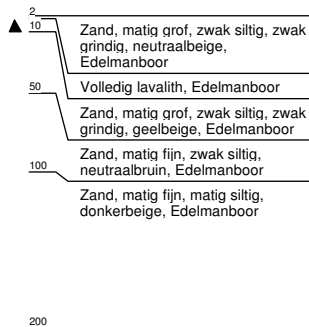 2
10
Zand, matig grof, zwak siltig, zwak
grindig, neutraalbeige,
Edelmanboor
Volledig lavalith, Edelmanboor
50
Zand, matig grof, zwak siltig, zwak
grindig, geelbeige, Edelmanboor
Zand, matig fijn, zwak siltig,
neutraalbruin, Edelmanboor
100
Zand, matig fijn, matig siltig,
donkerbeige, Edelmanboor
200